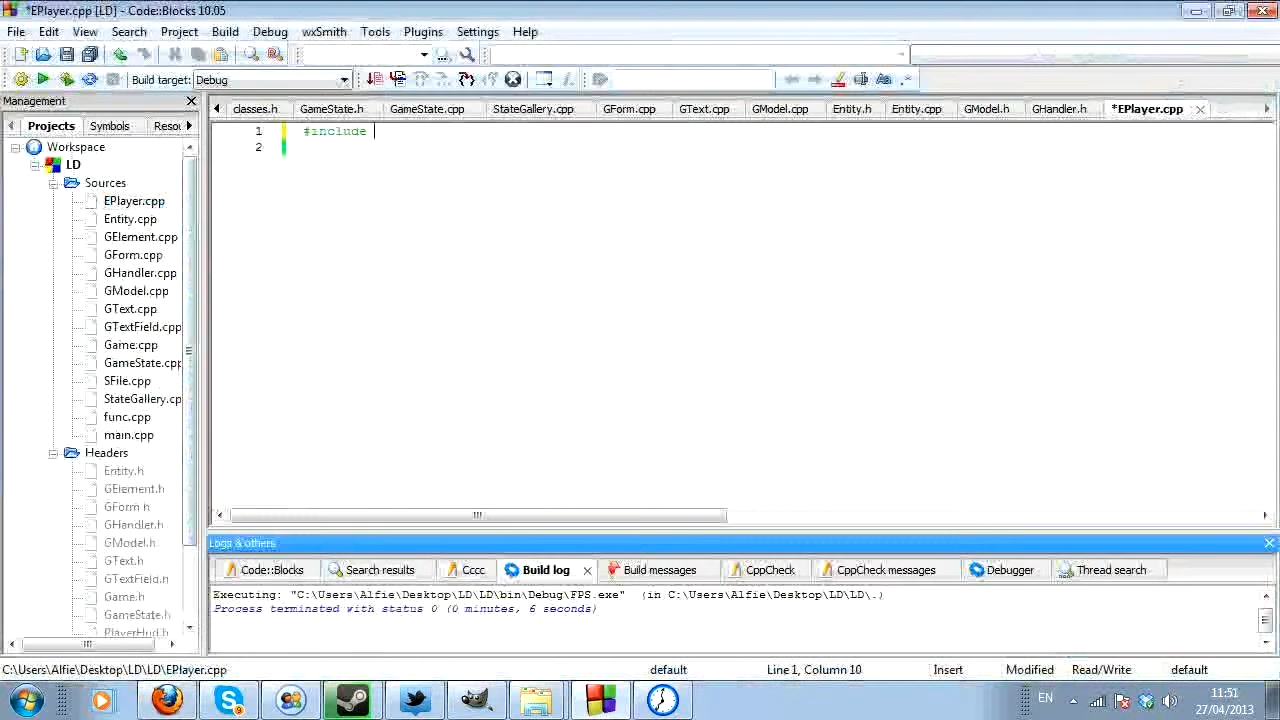 *EPlayer.cpp [LD] - Code::Blocks 10.05
File Edit View Search Project Build Debug wxSmith Tools Plugins Settings Help
Build target: Debug
Management
classes.h GameState.h GameState.cpp StateGallery.cpp GForm.cpp GText.cpp GModel.cpp Entity.h Entity.cpp GModel.h GHandler.h *EPlayer.cpp
Projects Symbols Resou
1 #include
2
Workspace
LD
Sources
EPlayer.cpp
Entity.cpp
GElement.cpp
GForm.cpp
GHandler.cpp
GModel.cpp
GText.cpp
GTextField.cpp
Game.cpp
GameState.cpp
SFile.cpp
StateGallery.cp
func.cpp
main.cpp
Headers
Entity.h
GElement.h
GForm.h
GHandler.h
GModel.h
GText.h
GTextField.h
Game.h
GameState.h
PlayerHud.h
Logs & others
Code::Blocks Search results Cccc Build log Build messages CppCheck CppCheck messages Debugger Thread search
Executing: "C:\Users\Alfie\Desktop\LD\LD\bin\Debug\FPS.exe" (in C:\Users\Alfie\Desktop\LD\LD\.)
Process terminated with status 0 (0 minutes, 6 seconds)
C:\Users\Alfie\Desktop\LD\LD\EPlayer.cpp default Line 1, Column 10 Insert Modified Read/Write default
EN 11:51
27/04/2013